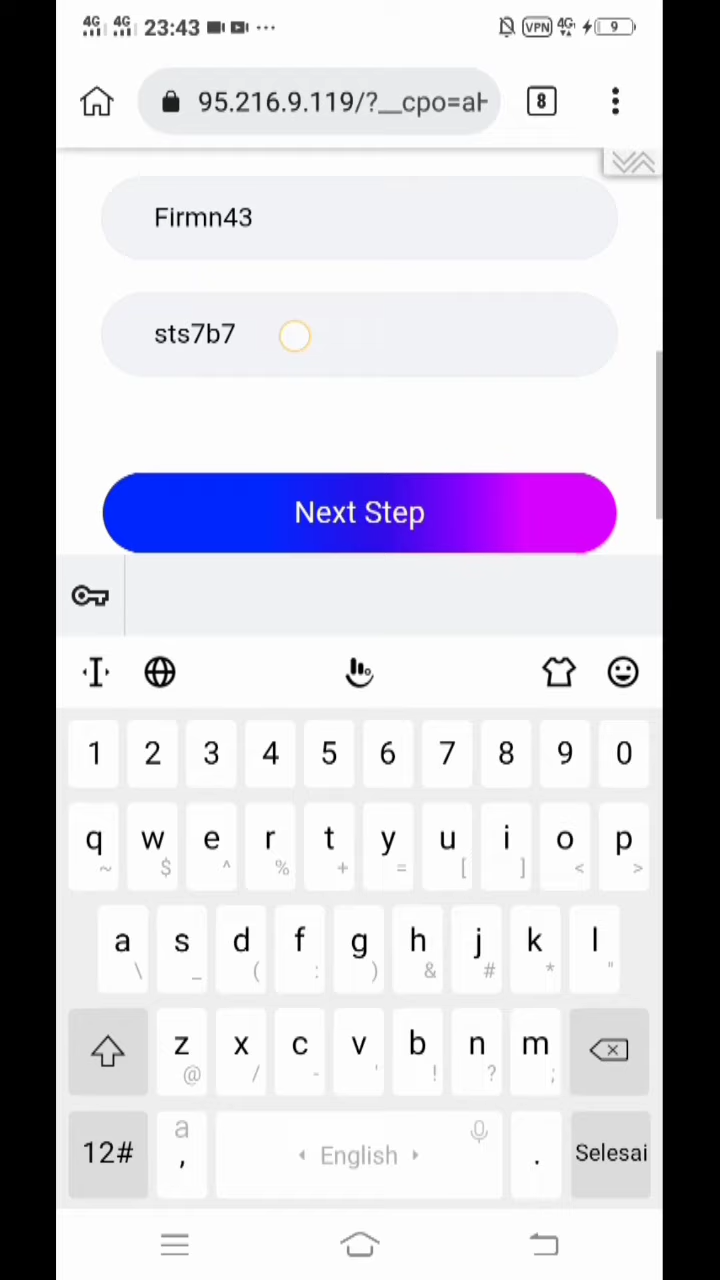 4G 4G 23:43 ... VPN 4G 9
95.216.9.119/?__cpo=aH 8
Firmn43
sts7b7
Next Step
1 2 3 4 5 6 7 8 9 0
q w e r t y u i o p
~ $ ^ % + = [ ] < >
a s d f g h j k l
\ _ ( : ) & # * "
z x c v b n m
@ / - ' ! ? ;
12# a , English . Selesai